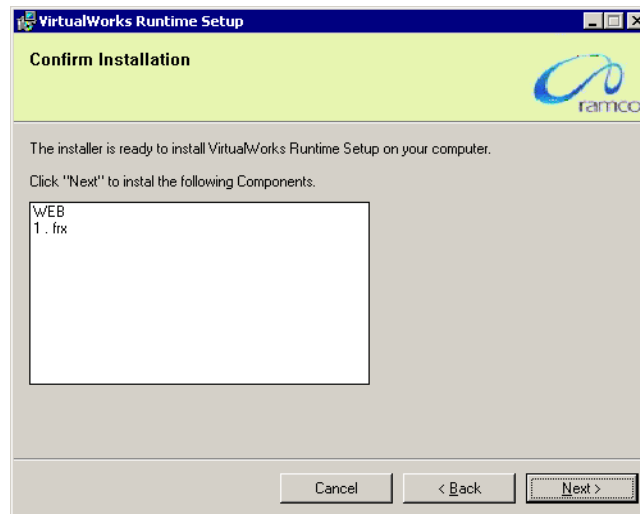 VirtualWorks Runtime Setup
Confirm Installation
ramco
The installer is ready to install VirtualWorks Runtime Setup on your computer.
Click "Next" to instal the following Components.
WEB
1 . frx
Cancel
< Back
Next >